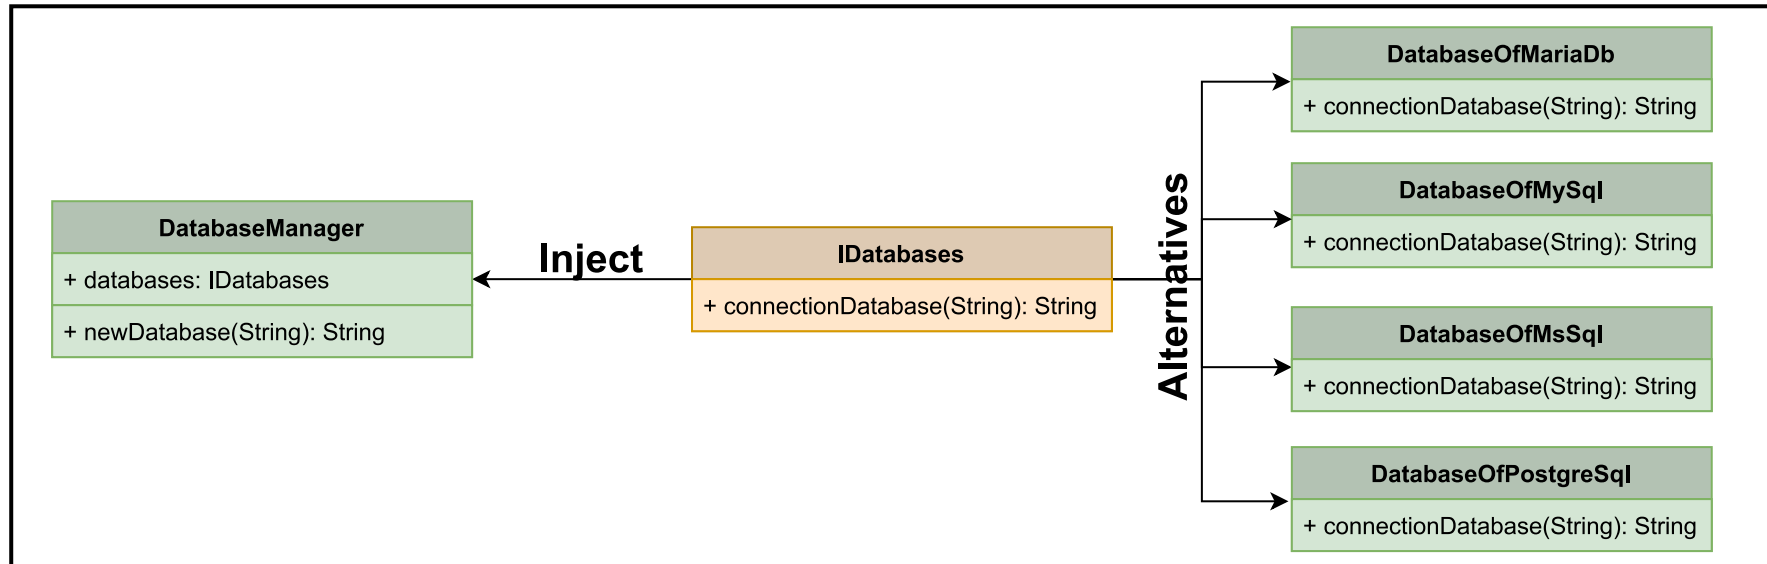 DatabaseManager
+ databases: IDatabases
+ newDatabase(String): String
Inject
IDatabases
+ connectionDatabase(String): String
Alternatives
DatabaseOfMariaDb
+ connectionDatabase(String): String
DatabaseOfMySql
+ connectionDatabase(String): String
DatabaseOfMsSql
+ connectionDatabase(String): String
DatabaseOfPostgreSql
+ connectionDatabase(String): String